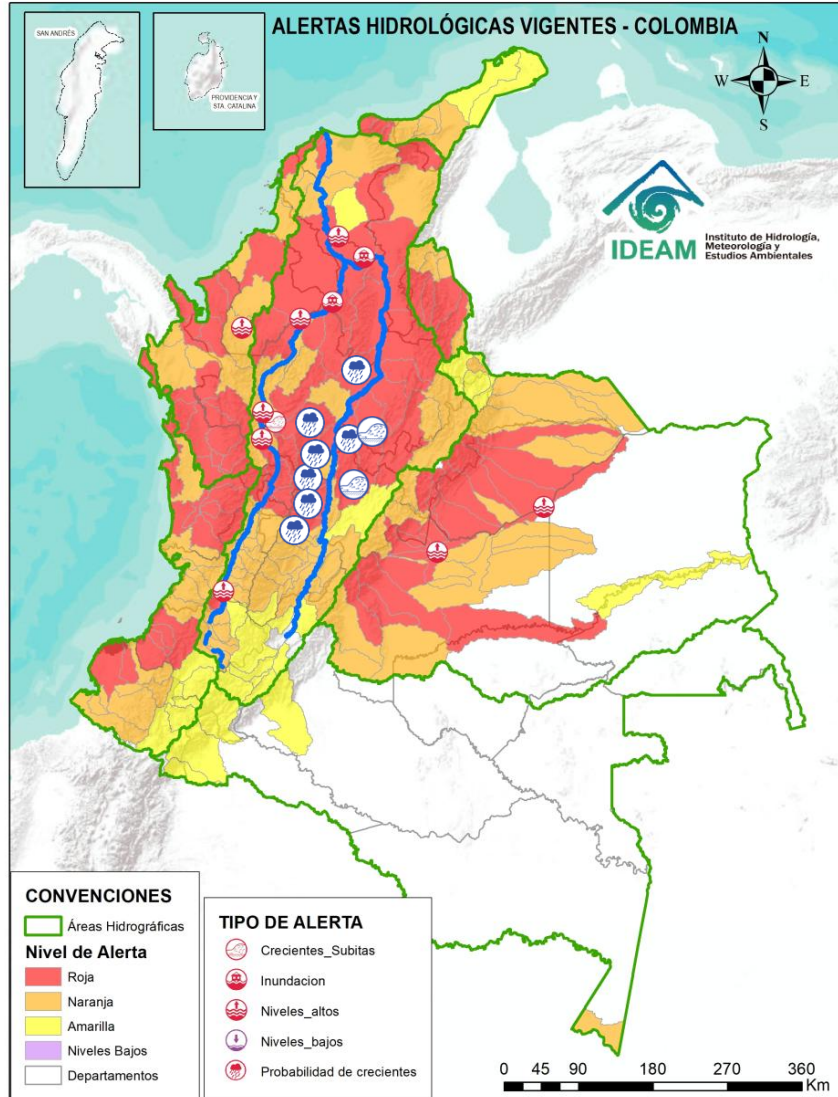 ALERTAS HIDROLÓGICAS VIGENTES - COLOMBIA
SAN ANDRÉS
PROVIDENCIA Y
STA. CATALINA
N
W
E
S
IDEAM
Instituto de Hidrología,
Meteorología y
Estudios Ambientales
CONVENCIONES
Áreas Hidrográficas
Nivel de Alerta
Roja
Naranja
Amarilla
Niveles Bajos
Departamentos
TIPO DE ALERTA
Crecientes_Subitas
Inundacion
Niveles_altos
Niveles_bajos
Probabilidad de crecientes
0 45 90 180 270 360
Km